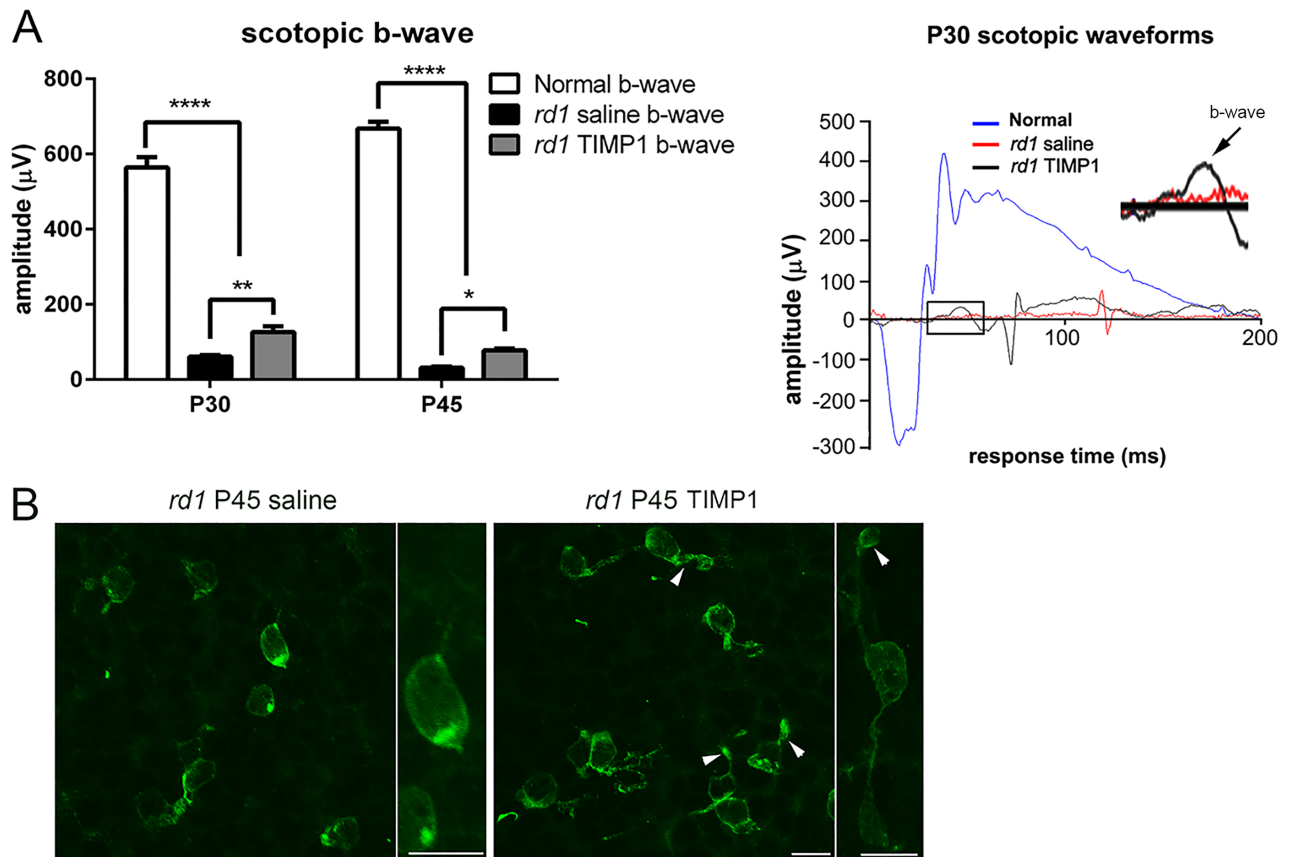 A
scotopic b-wave
800
600
400
200
0
amplitude (μV)
****
**
****
*
P30
P45
Normal b-wave
rd1 saline b-wave
rd1 TIMP1 b-wave
P30 scotopic waveforms
500
400
300
200
100
0
-100
-200
-300
amplitude (μV)
Normal
rd1 saline
rd1 TIMP1
b-wave
100
200
response time (ms)
B
rd1 P45 saline
rd1 P45 TIMP1